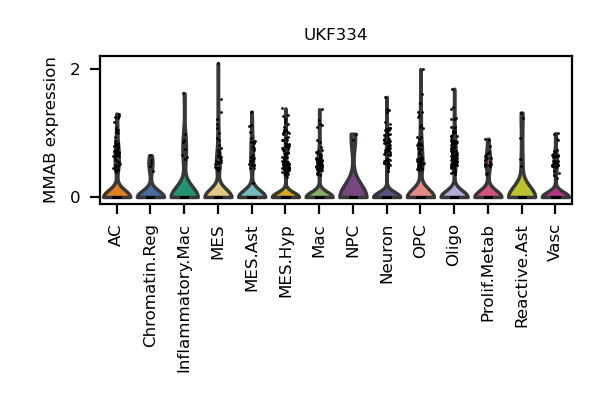 UKF334
MMAB expression
2
0
AC
Chromatin.Reg
Inflammatory.Mac
MES
MES.Ast
MES.Hyp
Mac
NPC
Neuron
OPC
Oligo
Prolif.Metab
Reactive.Ast
Vasc